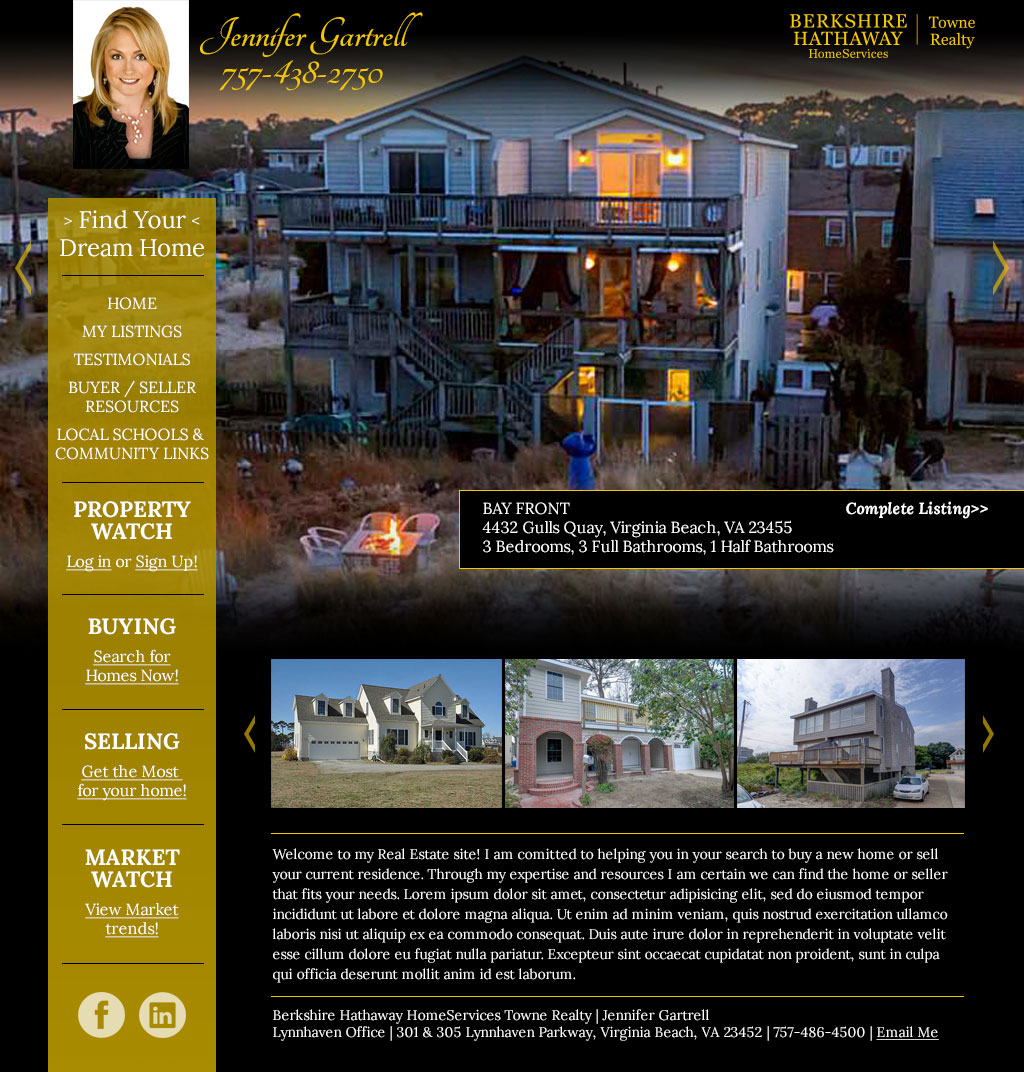 Jennifer Gartrell
757-438-2750
BERKSHIRE
HATHAWAY
HomeServices
Towne
Realty
> Find Your <
Dream Home
HOME
MY LISTINGS
TESTIMONIALS
BUYER / SELLER
RESOURCES
LOCAL SCHOOLS &
COMMUNITY LINKS
PROPERTY
WATCH
Log in or Sign Up!
BUYING
Search for
Homes Now!
SELLING
Get the Most
for your home!
MARKET
WATCH
View Market
trends!
f
in
BAY FRONT
Complete Listing>>
4432 Gulls Quay, Virginia Beach, VA 23455
3 Bedrooms, 3 Full Bathrooms, 1 Half Bathrooms
Welcome to my Real Estate site! I am comitted to helping you in your search to buy a new home or sell
your current residence. Through my expertise and resources I am certain we can find the home or seller
that fits your needs. Lorem ipsum dolor sit amet, consectetur adipisicing elit, sed do eiusmod tempor
incididunt ut labore et dolore magna aliqua. Ut enim ad minim veniam, quis nostrud exercitation ullamco
laboris nisi ut aliquip ex ea commodo consequat. Duis aute irure dolor in reprehenderit in voluptate velit
esse cillum dolore eu fugiat nulla pariatur. Excepteur sint occaecat cupidatat non proident, sunt in culpa
qui officia deserunt mollit anim id est laborum.
Berkshire Hathaway HomeServices Towne Realty | Jennifer Gartrell
Lynnhaven Office | 301 & 305 Lynnhaven Parkway, Virginia Beach, VA 23452 | 757-486-4500 | Email Me